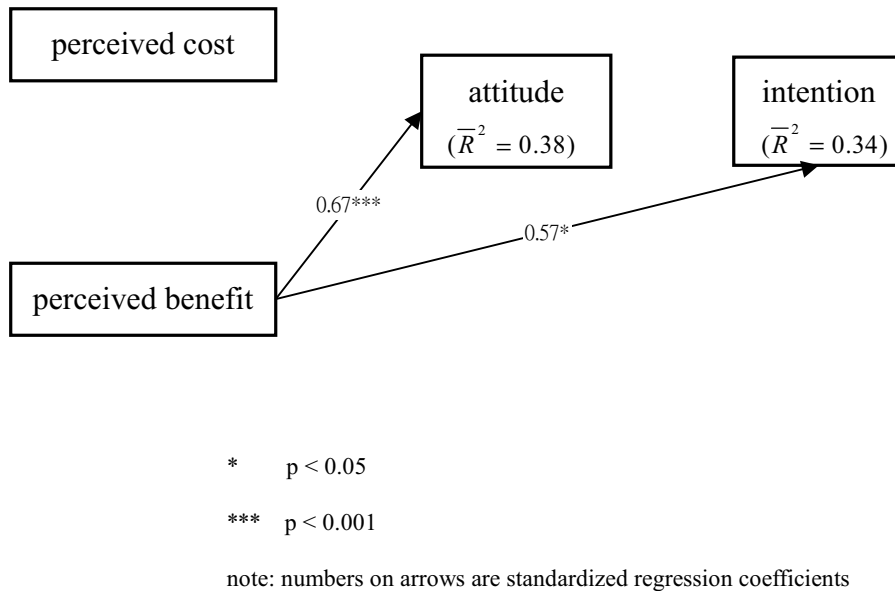 perceived cost
attitude
(R̅² = 0.38)
intention
(R̅² = 0.34)
0.67***
0.57*
perceived benefit
* p < 0.05
*** p < 0.001
note: numbers on arrows are standardized regression coefficients